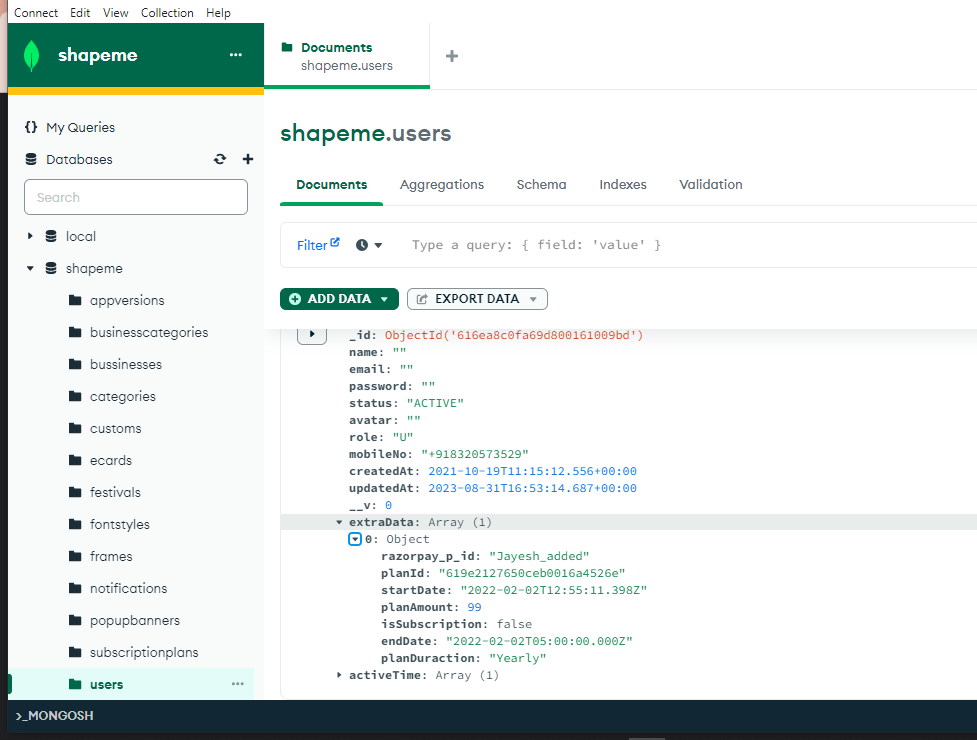 Connect Edit View Collection Help
shapeme ...
Documents
shapeme.users
+
{} My Queries
Databases
Search
local
shapeme
appversions
businesscategories
bussinesses
categories
customs
ecards
festivals
fontstyles
frames
notifications
popupbanners
subscriptionplans
users ...
shapeme.users
Documents Aggregations Schema Indexes Validation
Filter Type a query: { field: 'value' }
ADD DATA EXPORT DATA
_id: ObjectId('616ea8c0fa69d800161009bd')
name: ""
email: ""
password: ""
status: "ACTIVE"
avatar: ""
role: "U"
mobileNo: "+918320573529"
createdAt: 2021-10-19T11:15:12.556+00:00
updatedAt: 2023-08-31T16:53:14.687+00:00
__v: 0
extraData: Array (1)
0: Object
razorpay_p_id: "Jayesh_added"
planId: "619e2127650ceb0016a4526e"
startDate: "2022-02-02T12:55:11.398Z"
planAmount: 99
isSubscription: false
endDate: "2022-02-02T05:00:00.000Z"
planDuration: "Yearly"
activeTime: Array (1)
>_MONGOSH